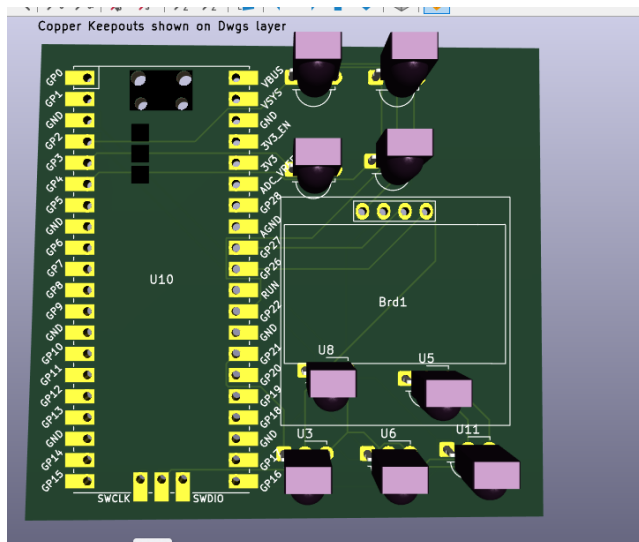 Copper Keepouts shown on Dwgs layer
GP0
GP1
GND
GP2
GP3
GP4
GP5
GND
GP6
GP7
GP8
GP9
GND
GP10
GP11
GP12
GP13
GND
GP14
GP15
U10
SWCLK
SWDIO
VBUS
VSYS
GND
3V3_EN
3V3
GP28
AGND
GP27
GP26
RUN
GP22
GND
GP21
GP20
GP19
GP18
GND
GP16
Brd1
U8
U5
U3
U6
U11